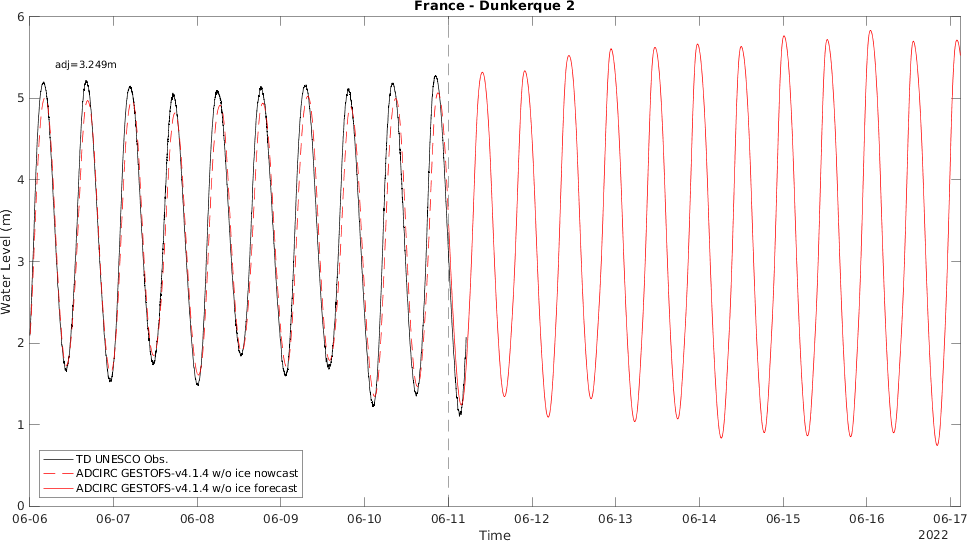 France - Dunkerque 2
6
adj=3.249m
5
4
3
2
1
0
Water Level (m)
TD UNESCO Obs.
ADCIRC GESTOFS-v4.1.4 w/o ice nowcast
ADCIRC GESTOFS-v4.1.4 w/o ice forecast
06-06 06-07 06-08 06-09 06-10 06-11 06-12 06-13 06-14 06-15 06-16 06-17
Time
2022